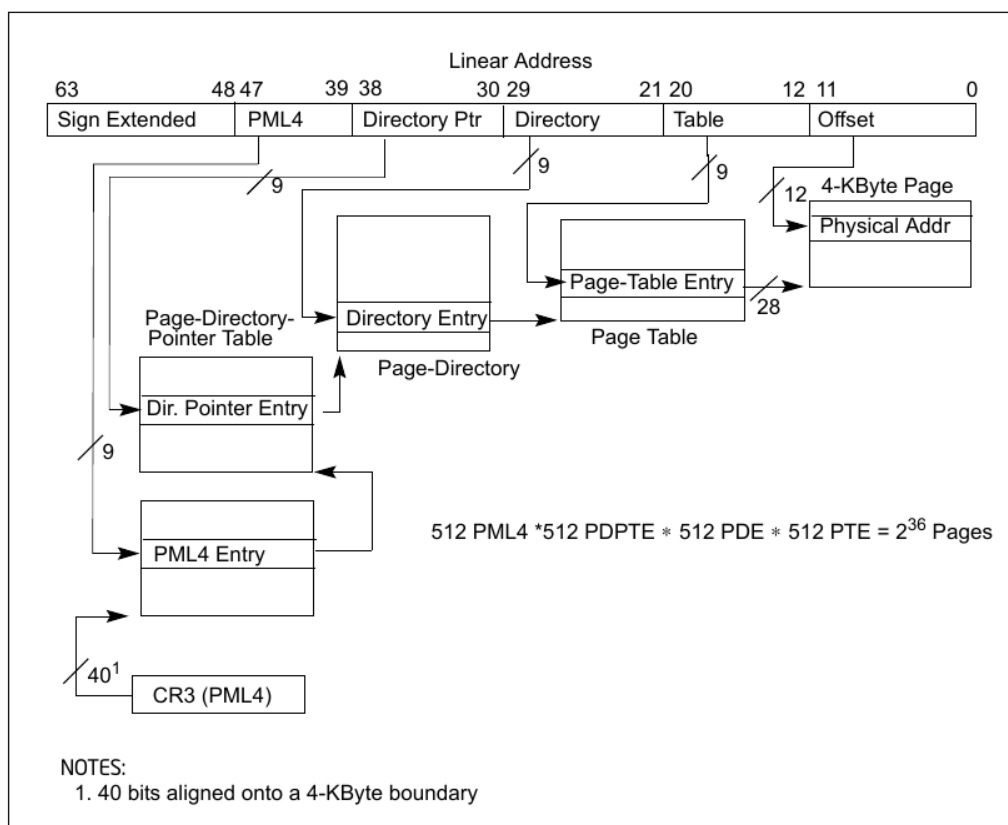 Linear Address
63 48 47 39 38 30 29 21 20 12 11 0
Sign Extended PML4 Directory Ptr Directory Table Offset
9 9 9
12 4-KByte Page
Physical Addr
Page-Table Entry
28
Directory Entry
Page Table
Page-Directory-
Pointer Table
Page-Directory
Dir. Pointer Entry
9
512 PML4 *512 PDPTE * 512 PDE * 512 PTE = 2³⁶ Pages
PML4 Entry
40¹
CR3 (PML4)
NOTES:
1. 40 bits aligned onto a 4-KByte boundary